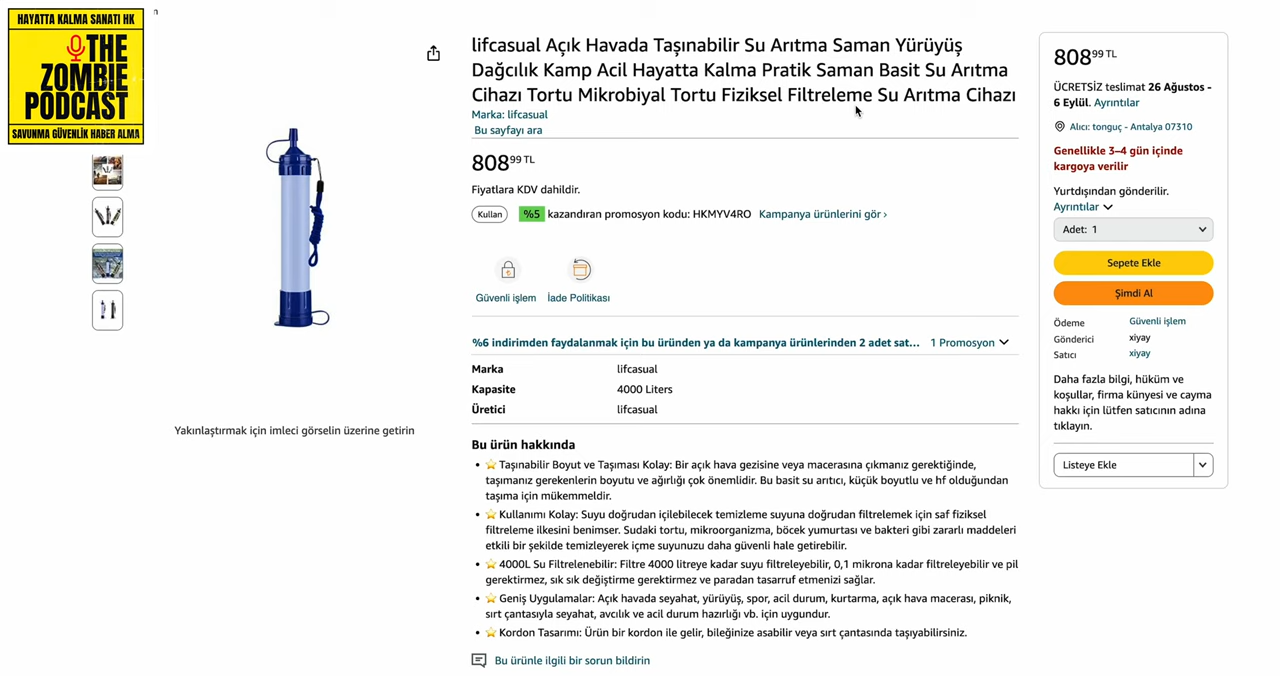 HAYATTA KALMA SANATI HK
THE
ZOMBİE
PODCAST
SAVUNMA GÜVENLİK HABER ALMA
n
lifcasual Açık Havada Taşınabilir Su Arıtma Saman Yürüyüş
Dağcılık Kamp Acil Hayatta Kalma Pratik Saman Basit Su Arıtma
Cihazı Tortu Mikrobiyal Tortu Fiziksel Filtreleme Su Arıtma Cihazı
Marka: lifcasual
Bu sayfayı ara
808⁹⁹ TL
Fiyatlara KDV dahildir.
Kullan %5 kazandıran promosyon kodu: HKMYV4RO Kampanya ürünlerini gör ›
Güvenli işlem İade Politikası
%6 indirimden faydalanmak için bu üründen ya da kampanya ürünlerinden 2 adet sat... 1 Promosyon
Marka lifcasual
Kapasite 4000 Liters
Üretici lifcasual
Bu ürün hakkında
• ⭐ Taşınabilir Boyut ve Taşıması Kolay: Bir açık hava gezisine veya macerasına çıkmanız gerektiğinde,
taşımanız gerekenlerin boyutu ve ağırlığı çok önemlidir. Bu basit su arıtıcı, küçük boyutlu ve hf olduğundan
taşıma için mükemmeldir.
• ⭐ Kullanımı Kolay: Suyu doğrudan içilebilecek temizleme suyuna doğrudan filtrelemek için saf fiziksel
filtreleme ilkesini benimser. Sudaki tortu, mikroorganizma, böcek yumurtası ve bakteri gibi zararlı maddeleri
etkili bir şekilde temizleyerek içme suyunuzu daha güvenli hale getirebilir.
• ⭐ 4000L Su Filtrelenebilir: Filtre 4000 litreye kadar suyu filtreleyebilir, 0,1 mikrona kadar filtreleyebilir ve pil
gerektirmez, sık sık değiştirme gerektirmez ve paradan tasarruf etmenizi sağlar.
• ⭐ Geniş Uygulamalar: Açık havada seyahat, yürüyüş, spor, acil durum, kurtarma, açık hava macerası, piknik,
sırt çantasıyla seyahat, avcılık ve acil durum hazırlığı vb. için uygundur.
• ⭐ Kordon Tasarımı: Ürün bir kordon ile gelir, bileğinize asabilir veya sırt çantasında taşıyabilirsiniz.
Bu ürünle ilgili bir sorun bildirin
Yakınlaştırmak için imleci görselin üzerine getirin
808⁹⁹ TL
ÜCRETSİZ teslimat 26 Ağustos -
6 Eylül. Ayrıntılar
Alıcı: tonguç - Antalya 07310
Genellikle 3–4 gün içinde
kargoya verilir
Yurtdışından gönderilir.
Ayrıntılar
Adet: 1
Sepete Ekle
Şimdi Al
Ödeme Güvenli işlem
Gönderici xiyay
Satıcı xiyay
Daha fazla bilgi, hüküm ve
koşullar, firma künyesi ve cayma
hakkı için lütfen satıcının adına
tıklayın.
Listeye Ekle